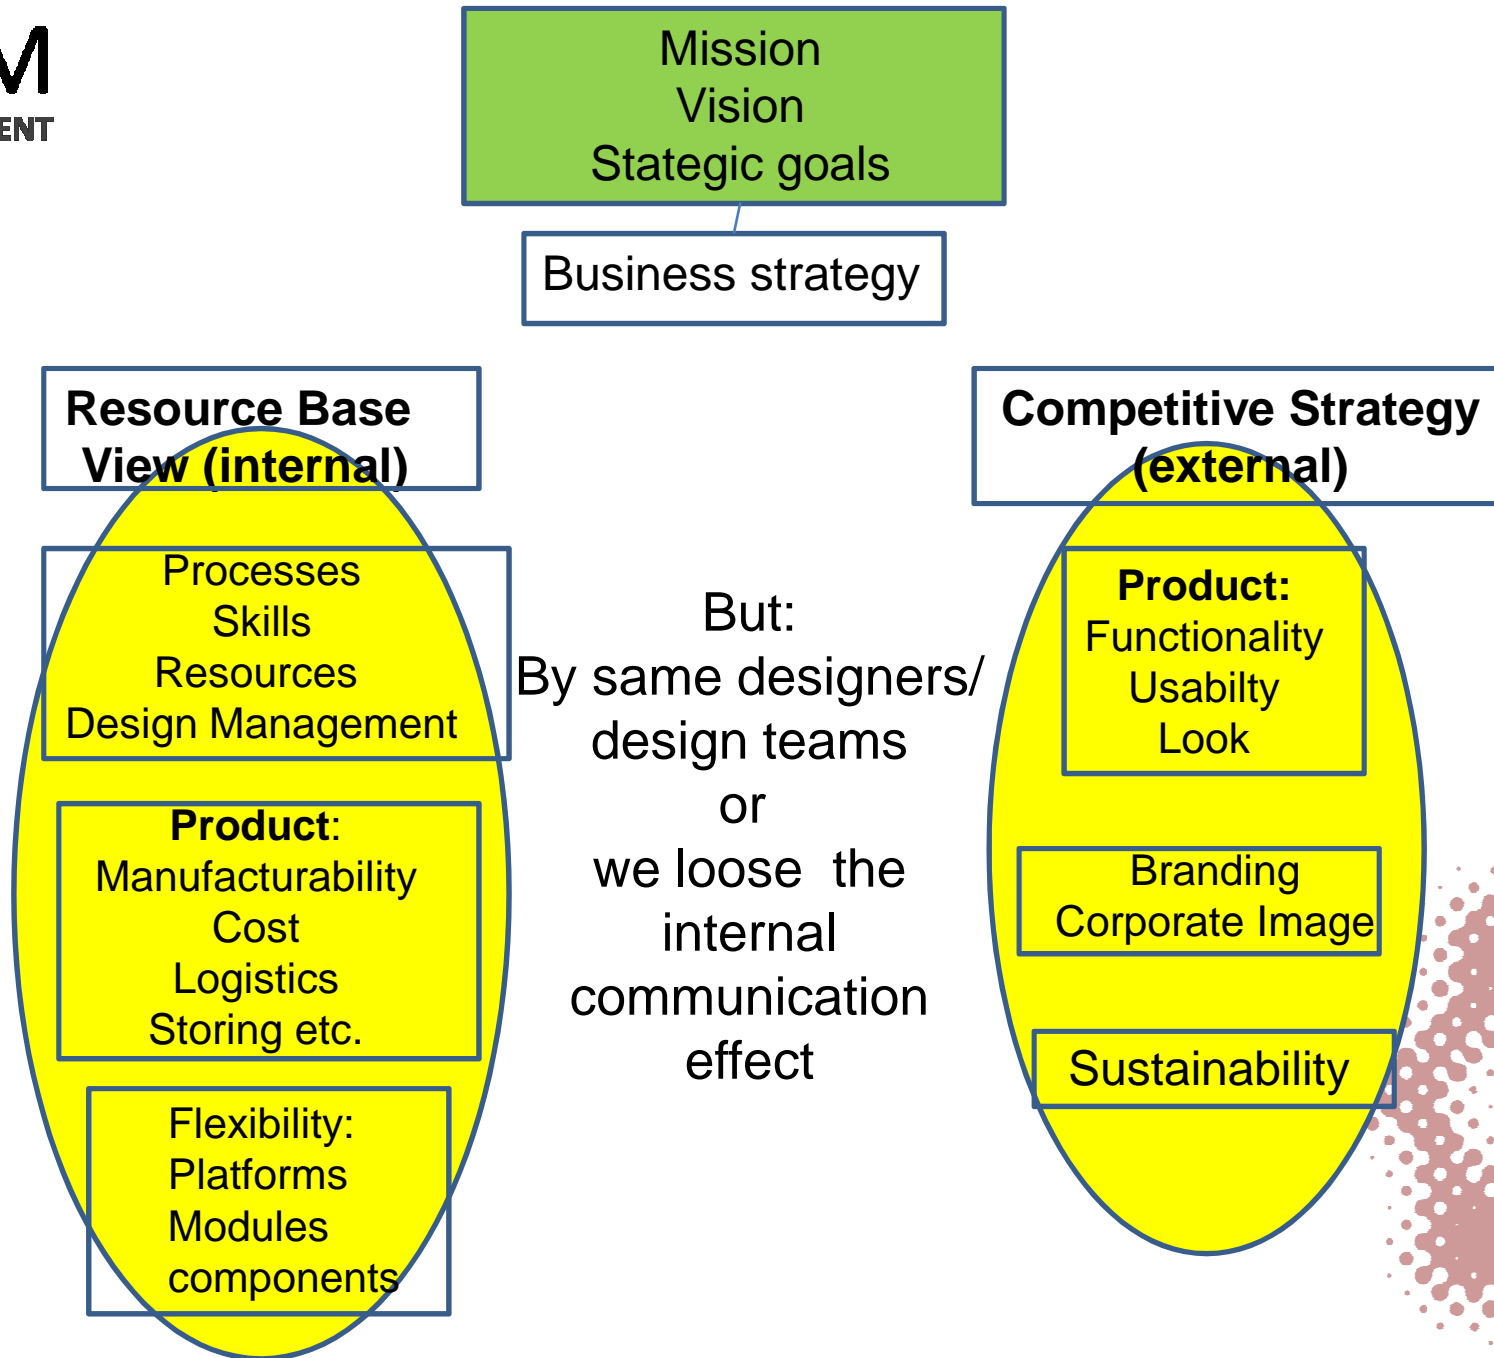 M
ENT
Mission
Vision
Stategic goals
Business strategy
Resource Base
View (internal)
Processes
Skills
Resources
Design Management
Product:
Manufacturability
Cost
Logistics
Storing etc.
Flexibility:
Platforms
Modules
components
But:
By same designers/
design teams
or
we loose the
internal
communication
effect
Competitive Strategy
(external)
Product:
Functionality
Usabilty
Look
Branding
Corporate Image
Sustainability